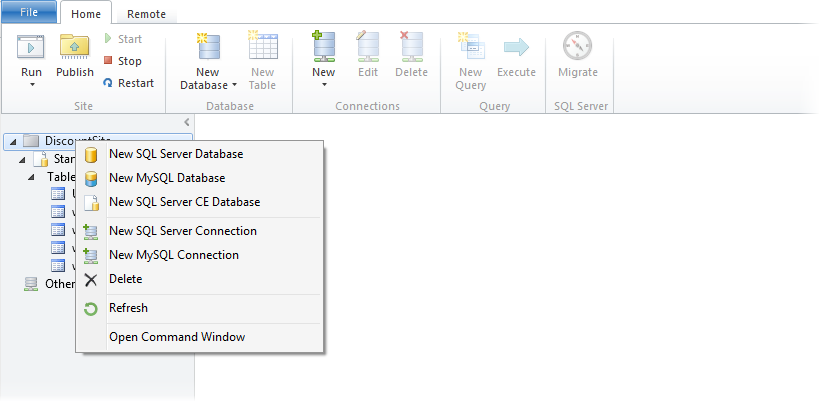 File Home Remote
Start
Stop
Restart
Run Publish
New Database
New Table
New Edit Delete
New Query
Execute
Migrate
Site Database Connections Query SQL Server
DiscountSite
Star
Table
New SQL Server Database
New MySQL Database
New SQL Server CE Database
New SQL Server Connection
New MySQL Connection
Delete
Other
Refresh
Open Command Window